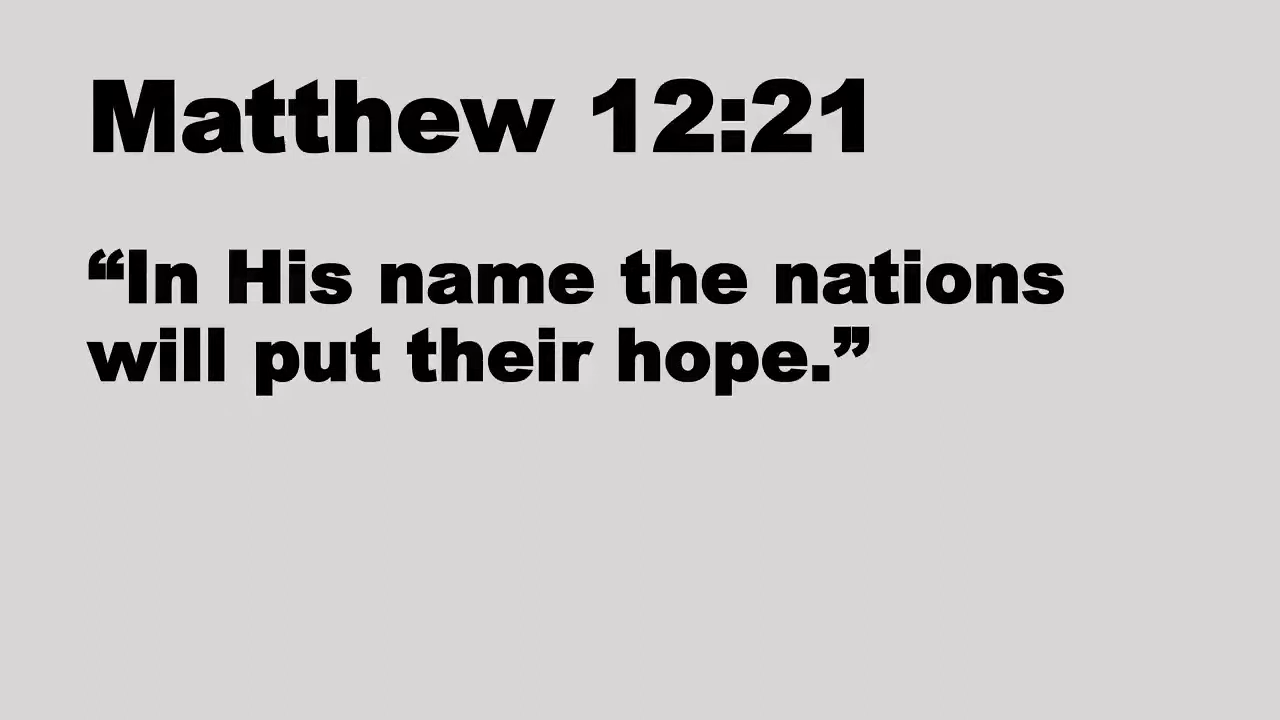 Matthew 12:21
“In His name the nations
will put their hope.”